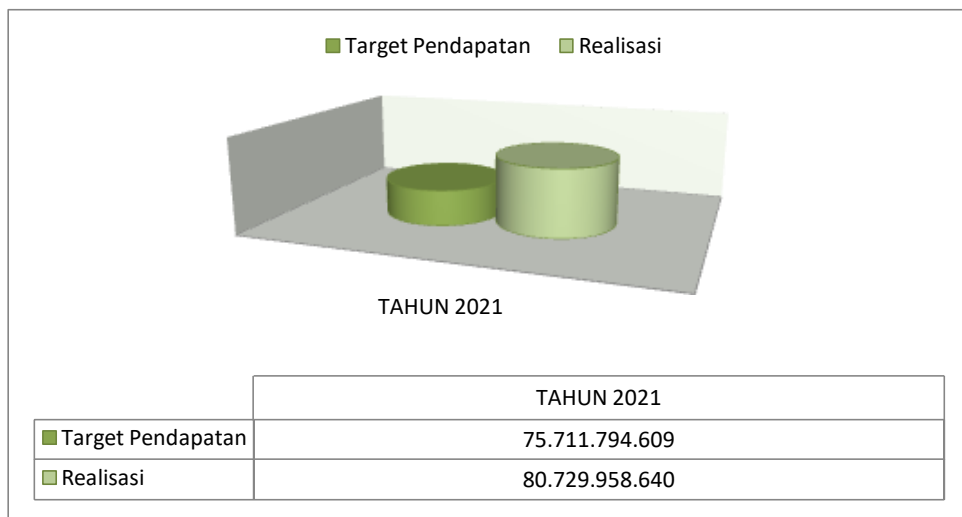 Target Pendapatan Realisasi
TAHUN 2021
TAHUN 2021
Target Pendapatan 75.711.794.609
Realisasi 80.729.958.640